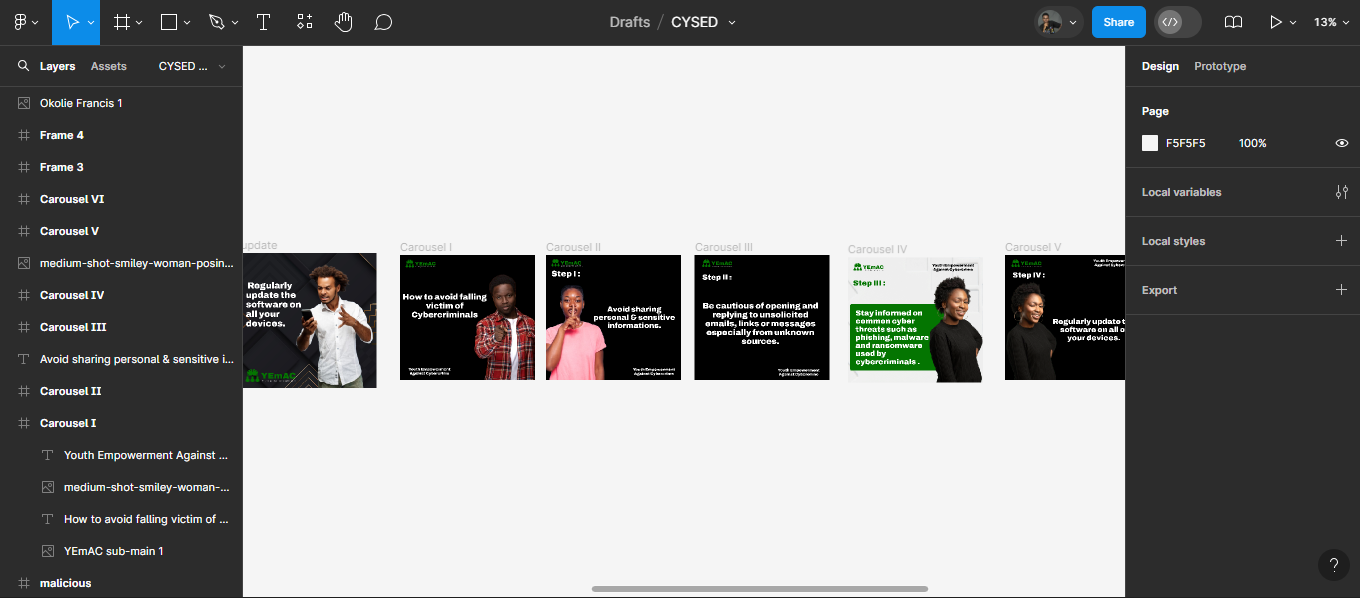 Drafts / CYSED
Share
13%
Layers
Assets
CYSED ...
Okolie Francis 1
Frame 4
Frame 3
Carousel VI
Carousel V
medium-shot-smiley-woman-posin...
Carousel IV
Carousel III
Avoid sharing personal & sensitive i...
Carousel II
Carousel I
Youth Empowerment Against ...
medium-shot-smiley-woman-...
How to avoid falling victim of ...
YEmAC sub-main 1
malicious
update
Regularly
update the
software on
all your
devices.
YEmAC
Carousel I
YEmAC
How to avoid falling
victim of
Cybercriminals
Youth Empowerment
Against Cybercrime
Carousel II
YEmAC
Step I :
Avoid sharing
personal & sensitive
informations.
Youth Empowerment
Against Cybercrime
Carousel III
YEmAC
Step II :
Be cautious of opening and
replying to unsolicited
emails, links or messages
especially from unknown
sources.
Youth Empowerment
Against Cybercrime
Carousel IV
YEmAC
Youth Empowerment
Against Cybercrime
Step III :
Stay informed on
common cyber
threats such as
phishing, malware
and ransomware
used by
cybercriminals .
Carousel V
YEmAC
Youth Empow
Against Cy
Step IV :
Regularly update t
software on all o
your devices.
Design
Prototype
Page
F5F5F5
100%
Local variables
Local styles
Export
?